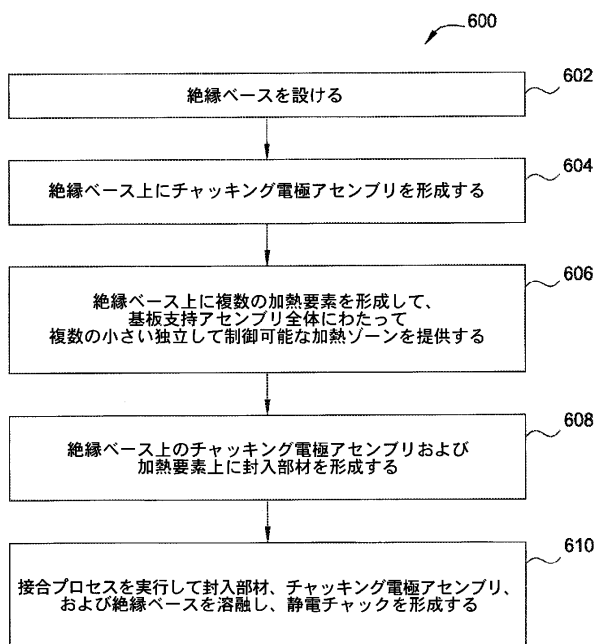 600
絶縁ベースを設ける
602
絶縁ベース上にチャッキング電極アセンブリを形成する
604
絶縁ベース上に複数の加熱要素を形成して、
基板支持アセンブリ全体にわたって
複数の小さい独立して制御可能な加熱ゾーンを提供する
606
絶縁ベース上のチャッキング電極アセンブリおよび
加熱要素上に封入部材を形成する
608
接合プロセスを実行して封入部材、チャッキング電極アセンブリ、
および絶縁ベースを溶融し、静電チャックを形成する
610